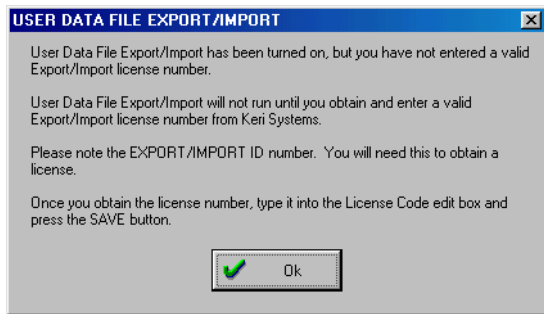 USER DATA FILE EXPORT/IMPORT
User Data File Export/Import has been turned on, but you have not entered a valid
Export/Import license number.
User Data File Export/Import will not run until you obtain and enter a valid
Export/Import license number from Keri Systems.
Please note the EXPORT/IMPORT ID number. You will need this to obtain a
license.
Once you obtain the license number, type it into the License Code edit box and
press the SAVE button.
Ok